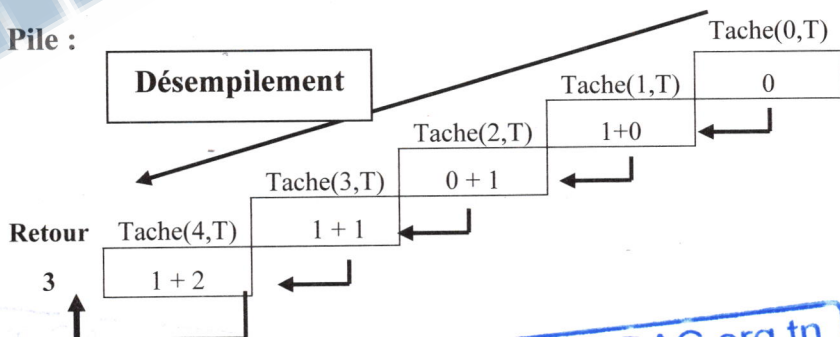 Pile :
Tache(0,T)
Désempilement
Tache(1,T)
0
Tache(2,T)
1+0
Tache(3,T)
0 + 1
Retour
Tache(4,T)
1 + 1
3
1 + 2